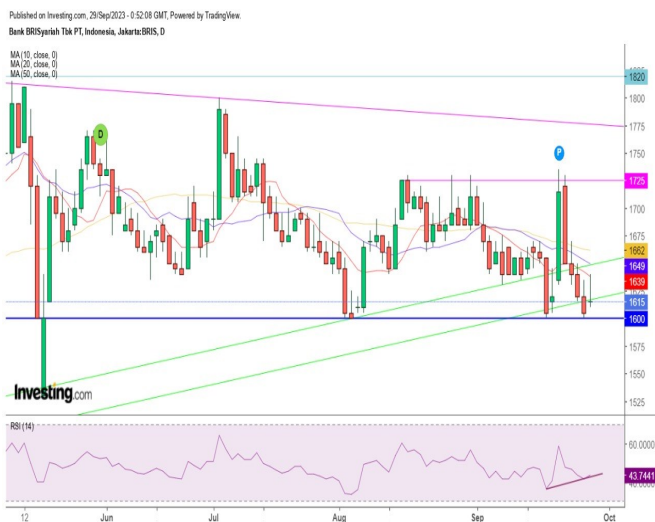 Published on Investing.com, 29/Sep/2023 - 0:52:08 GMT, Powered by TradingView.
Bank BRISyariah Tbk PT, Indonesia, Jakarta:BRIS, D
MA (10, close, 0)
MA (20, close, 0)
MA (50, close, 0)
1820
1800
1775
1750
D
P
1725
1700
1675
1662
1649
1639
1615
1600
1575
1550
1525
Investing.com
RSI (14)
60.0000
43.7441
12
Jun
Jul
Aug
Sep
Oct